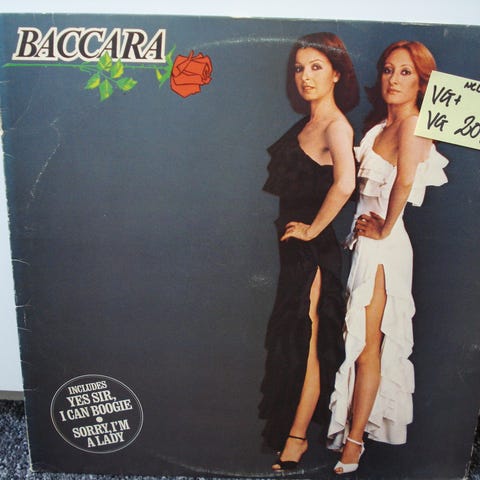 BACCARA
VG+
VG 20
INCLUDES
YES SIR,
I CAN BOOGIE
•
SORRY, I'M
A LADY